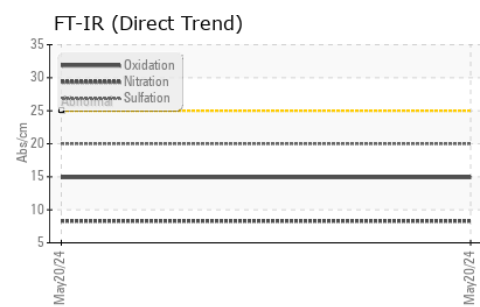 FT-IR (Direct Trend)
35
30
25
20
15
10
5
Abs/cm
Oxidation
Nitration
Sulfation
Abnormal
May20/24
May20/24